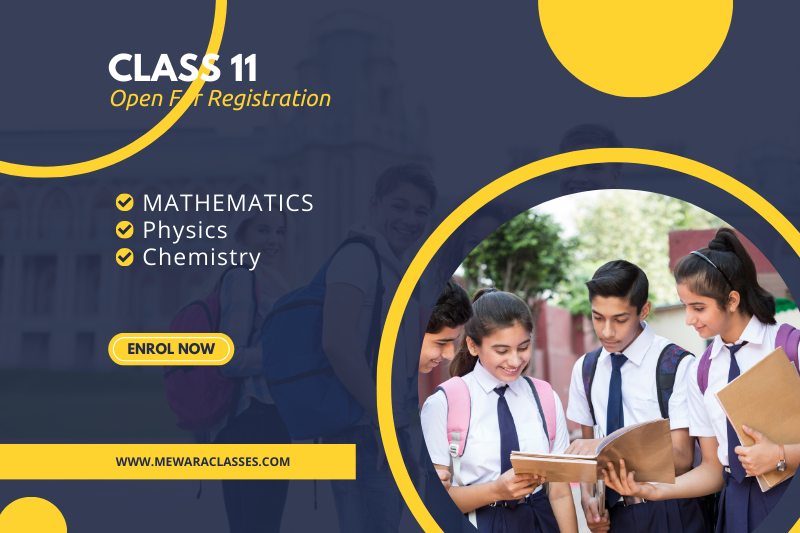 CLASS 11
Open For Registration
MATHEMATICS
Physics
Chemistry
ENROL NOW
WWW.MEWARACLASSES.COM